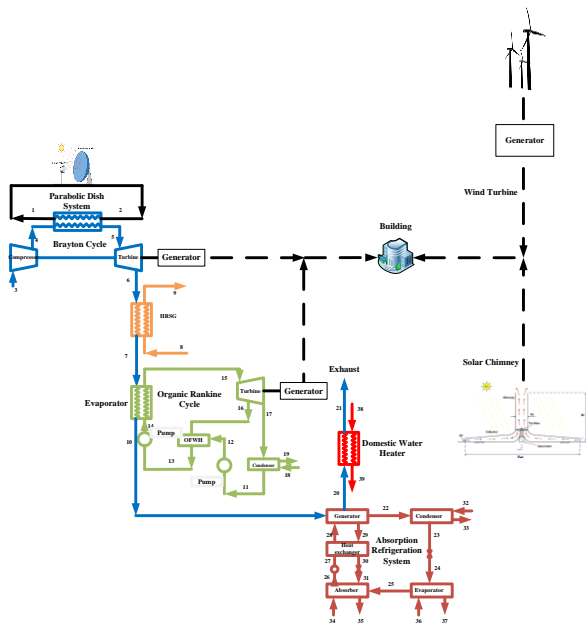 Generator
Wind Turbine
Parabolic Dish
System
1
2
4
5
Brayton Cycle
Compressor
Turbine
Generator
3
Building
6
9
HRSG
8
7
Solar Chimney
15
Evaporator
Organic Rankine
Cycle
Turbine
Generator
Exhaust
16
17
21
38
14
Pump
10
OFWH
12
13
19
Condenser
18
Pump
11
Domestic Water
Heater
39
20
Generator
22
Condenser
32
33
28
29
23
Heat
exchanger
Absorption
Refrigeration
System
27
30
24
26
31
25
Absorber
Evaporator
34
35
36
37